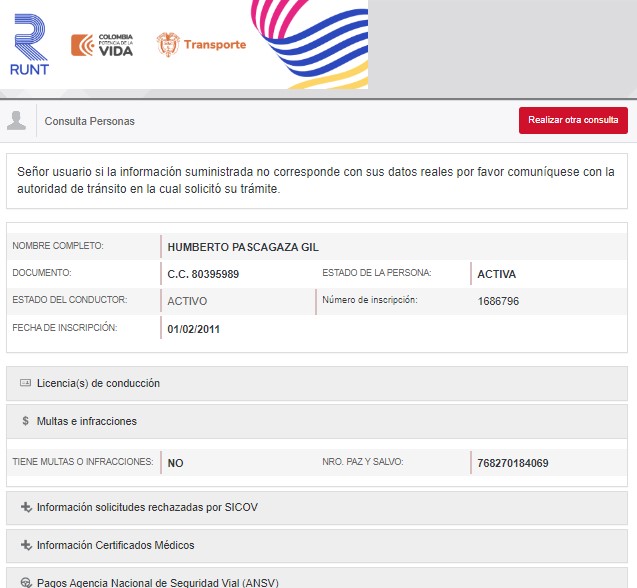 RUNT
COLOMBIA
POTENCIA DE LA
VIDA
Transporte
Consulta Personas
Realizar otra consulta
Señor usuario si la información suministrada no corresponde con sus datos reales por favor comuníquese con la
autoridad de tránsito en la cual solicitó su trámite.
NOMBRE COMPLETO: HUMBERTO PASCAGAZA GIL
DOCUMENTO: C.C. 80395989 ESTADO DE LA PERSONA: ACTIVA
ESTADO DEL CONDUCTOR: ACTIVO Número de inscripción: 1686796
FECHA DE INSCRIPCIÓN: 01/02/2011
Licencia(s) de conducción
$ Multas e infracciones
TIENE MULTAS O INFRACCIONES: NO NRO. PAZ Y SALVO: 768270184069
Información solicitudes rechazadas por SICOV
Información Certificados Médicos
Pagos Agencia Nacional de Seguridad Vial (ANSV)